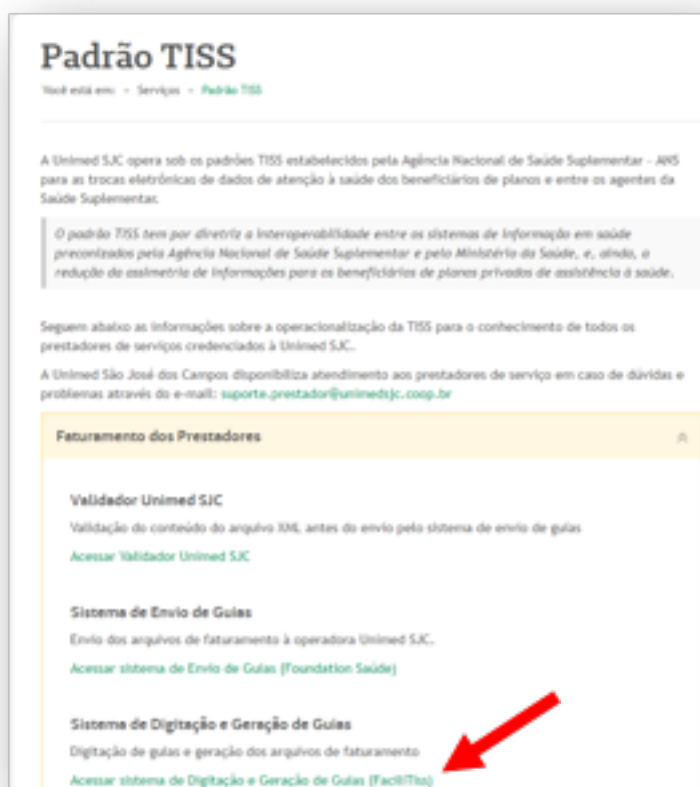 Padrão TISS
Você está em: - Serviços - Padrão TISS
A Unimed SJC opera sob os padrões TISS estabelecidos pela Agência Nacional de Saúde Suplementar - ANS
para as trocas eletrônicas de dados de atenção à saúde dos beneficiários de planos e entre os agentes da
Saúde Suplementar.
O padrão TISS tem por diretriz a interoperabilidade entre os sistemas de informação em saúde
preconizados pela Agência Nacional de Saúde Suplementar e pelo Ministério da Saúde, e, ainda, a
redução da assimetria de informações para os beneficiários de planos privados de assistência à saúde.
Seguem abaixo as informações sobre a operacionalização da TISS para o conhecimento de todos os
prestadores de serviços credenciados à Unimed SJC.
A Unimed São José dos Campos disponibiliza atendimento aos prestadores de serviço em caso de dúvidas e
problemas através do e-mail: suporte.prestador@unimedsjc.coop.br
Faturamento dos Prestadores
Validador Unimed SJC
Validação do conteúdo do arquivo XML antes do envio pelo sistema de envio de guias
Acessar Validador Unimed SJC
Sistema de Envio de Guias
Envio dos arquivos de faturamento à operadora Unimed SJC.
Acessar sistema de Envio de Guias (Foundation Saúde)
Sistema de Digitação e Geração de Guias
Digitação de guias e geração dos arquivos de faturamento
Acessar sistema de Digitação e Geração de Guias (FaciliTiss)